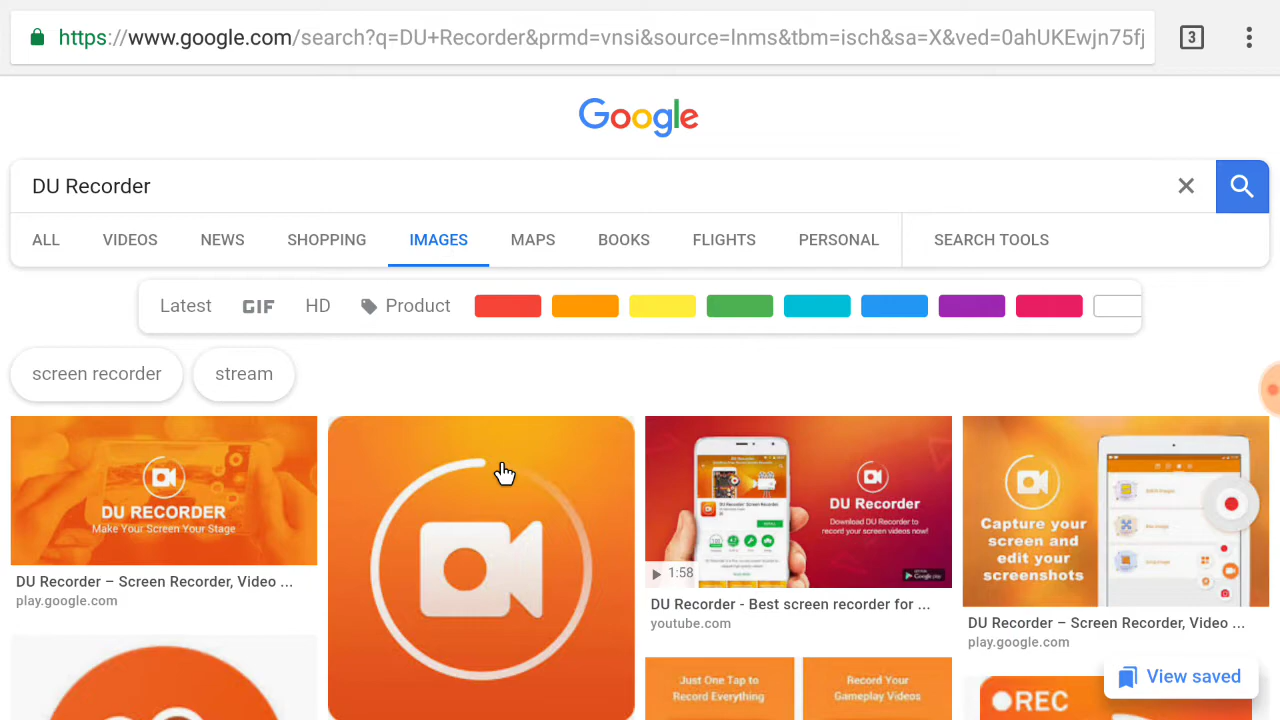 https://www.google.com/search?q=DU+Recorder&prmd=vnsi&source=lnms&tbm=isch&sa=X&ved=0ahUKEwjn75fj
3
Google
DU Recorder
ALL VIDEOS NEWS SHOPPING IMAGES MAPS BOOKS FLIGHTS PERSONAL SEARCH TOOLS
Latest GIF HD Product
screen recorder stream
DU RECORDER
Make Your Screen Your Stage
DU Recorder – Screen Recorder, Video ...
play.google.com
DU RECORDER
Download DU Recorder to
record your screen videos now!
INSTALL
Google Play
1:58
DU Recorder - Best screen recorder for ...
youtube.com
Capture your
screen and
edit your
screenshots
DU Recorder – Screen Recorder, Video ...
play.google.com
Just One Tap to
Record Everything
Record Your
Gameplay Videos
REC
View saved